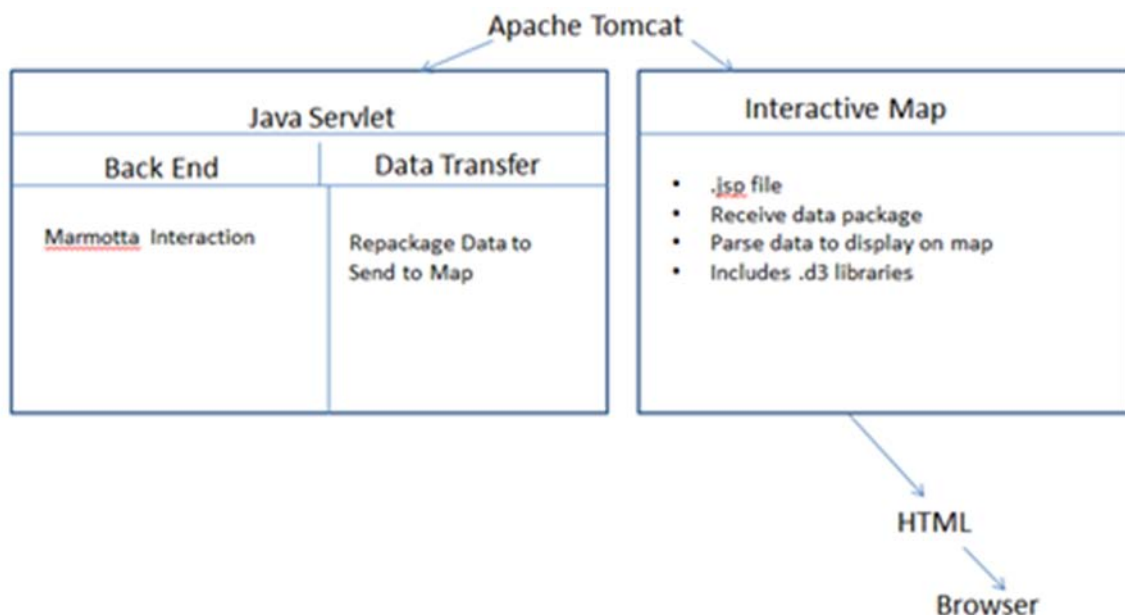 Apache Tomcat
Java Servlet
Back End
Data Transfer
Marmotta Interaction
Repackage Data to
Send to Map
Interactive Map
• .jsp file
• Receive data package
• Parse data to display on map
• Includes .d3 libraries
HTML
Browser